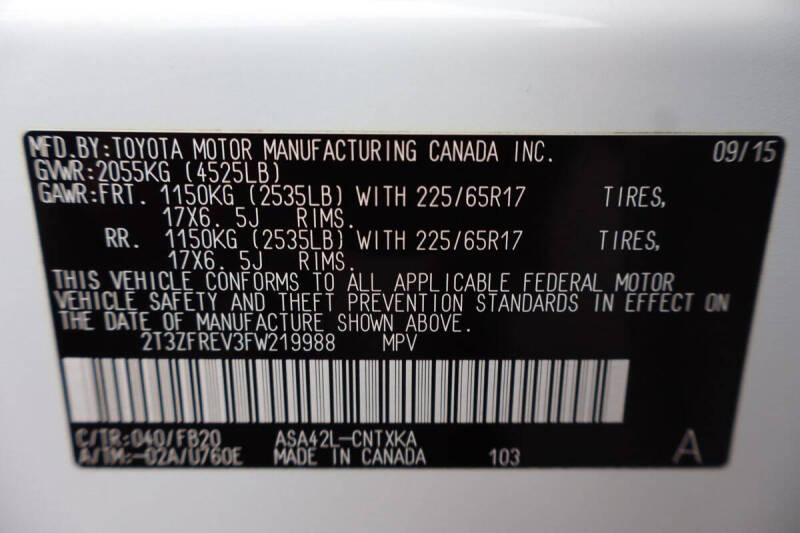 MFD.BY:TOYOTA MOTOR MANUFACTURING CANADA INC. 09/15
GVWR:2055KG (4525LB)
GAWR:FRT. 1150KG (2535LB) WITH 225/65R17 TIRES,
17X6. 5J RIMS.
RR. 1150KG (2535LB) WITH 225/65R17 TIRES,
17X6. 5J RIMS.
THIS VEHICLE CONFORMS TO ALL APPLICABLE FEDERAL MOTOR
VEHICLE SAFETY AND THEFT PREVENTION STANDARDS IN EFFECT ON
THE DATE OF MANUFACTURE SHOWN ABOVE.
2T3ZFREV3FW219988 MPV
C/TR:040/FB20 ASA42L-CNTXKA
A/TM:-02A/U760E MADE IN CANADA 103 A